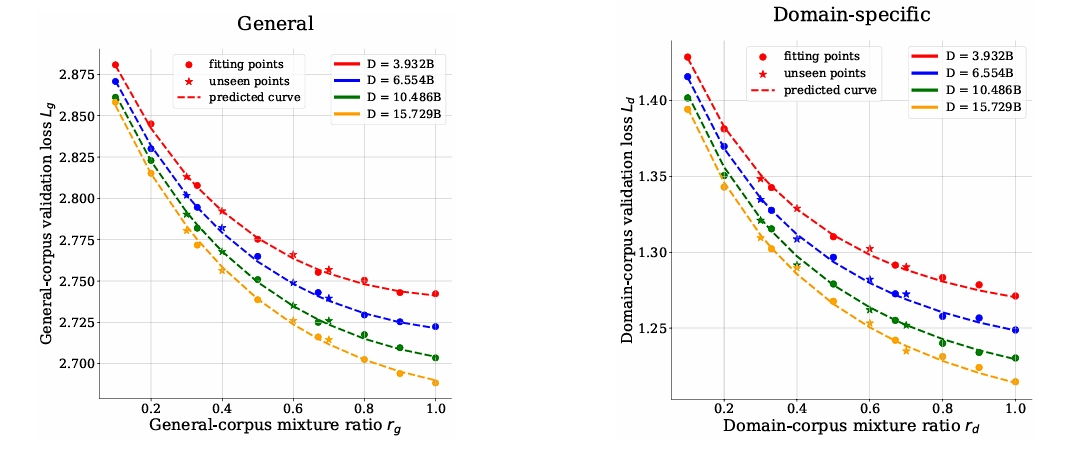 General
fitting points
unseen points
predicted curve
D = 3.932B
D = 6.554B
D = 10.486B
D = 15.729B
General-corpus validation loss L_g
2.875
2.850
2.825
2.800
2.775
2.750
2.725
2.700
0.2
0.4
0.6
0.8
1.0
General-corpus mixture ratio r_g
Domain-specific
fitting points
unseen points
predicted curve
D = 3.932B
D = 6.554B
D = 10.486B
D = 15.729B
Domain-corpus validation loss L_d
1.40
1.35
1.30
1.25
0.2
0.4
0.6
0.8
1.0
Domain-corpus mixture ratio r_d